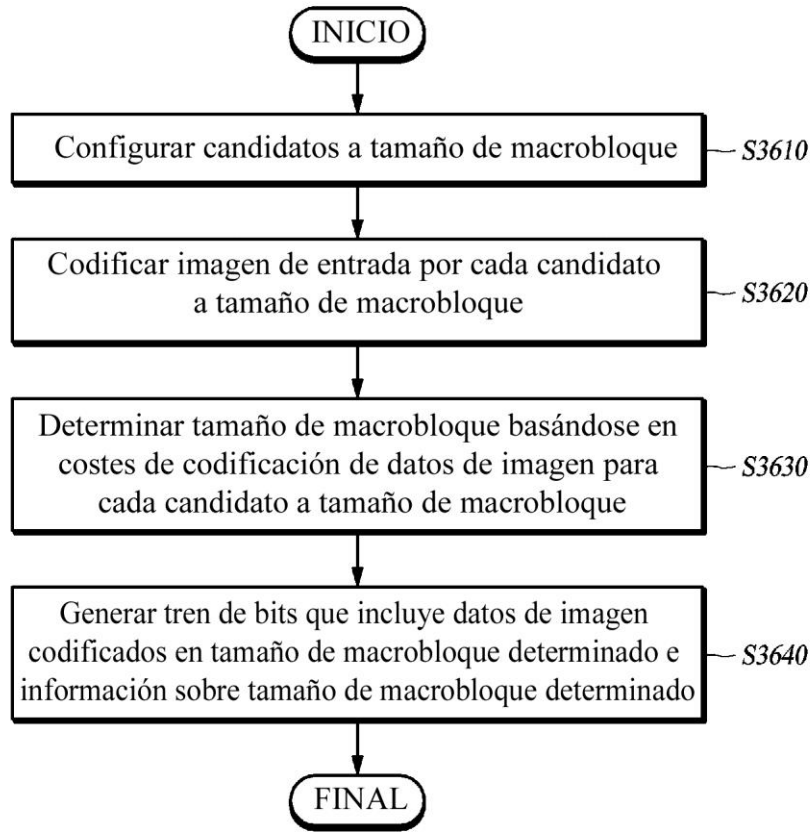 INICIO
Configurar candidatos a tamaño de macrobloque
S3610
Codificar imagen de entrada por cada candidato
a tamaño de macrobloque
S3620
Determinar tamaño de macrobloque basándose en
costes de codificación de datos de imagen para
cada candidato a tamaño de macrobloque
S3630
Generar tren de bits que incluye datos de imagen
codificados en tamaño de macrobloque determinado e
información sobre tamaño de macrobloque determinado
S3640
FINAL